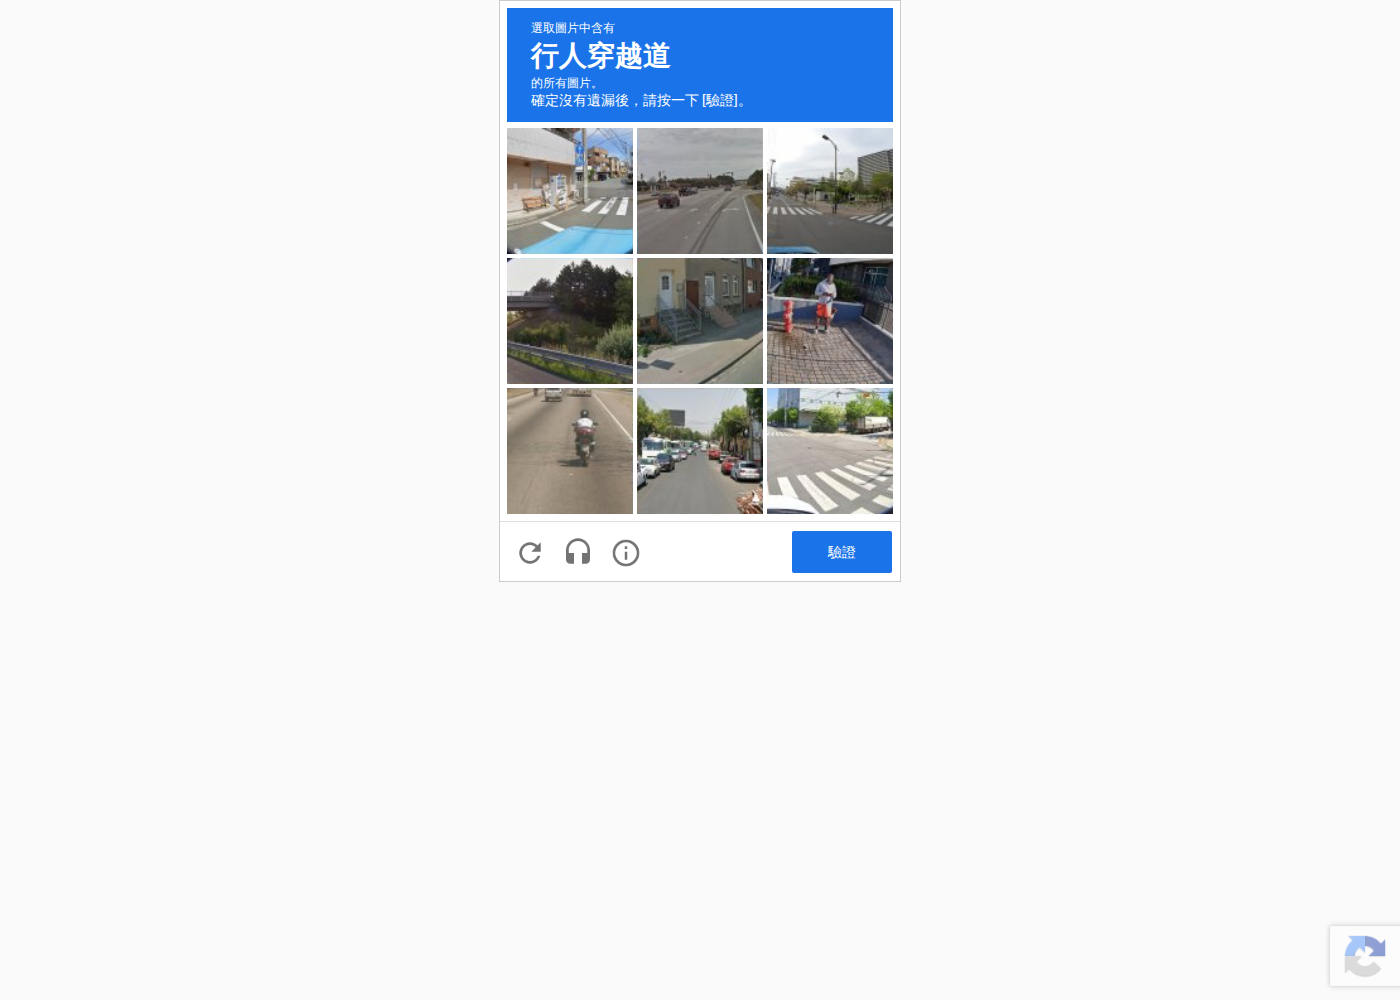 選取圖片中含有
行人穿越道
的所有圖片。
確定沒有遺漏後，請按一下 [驗證]。
驗證